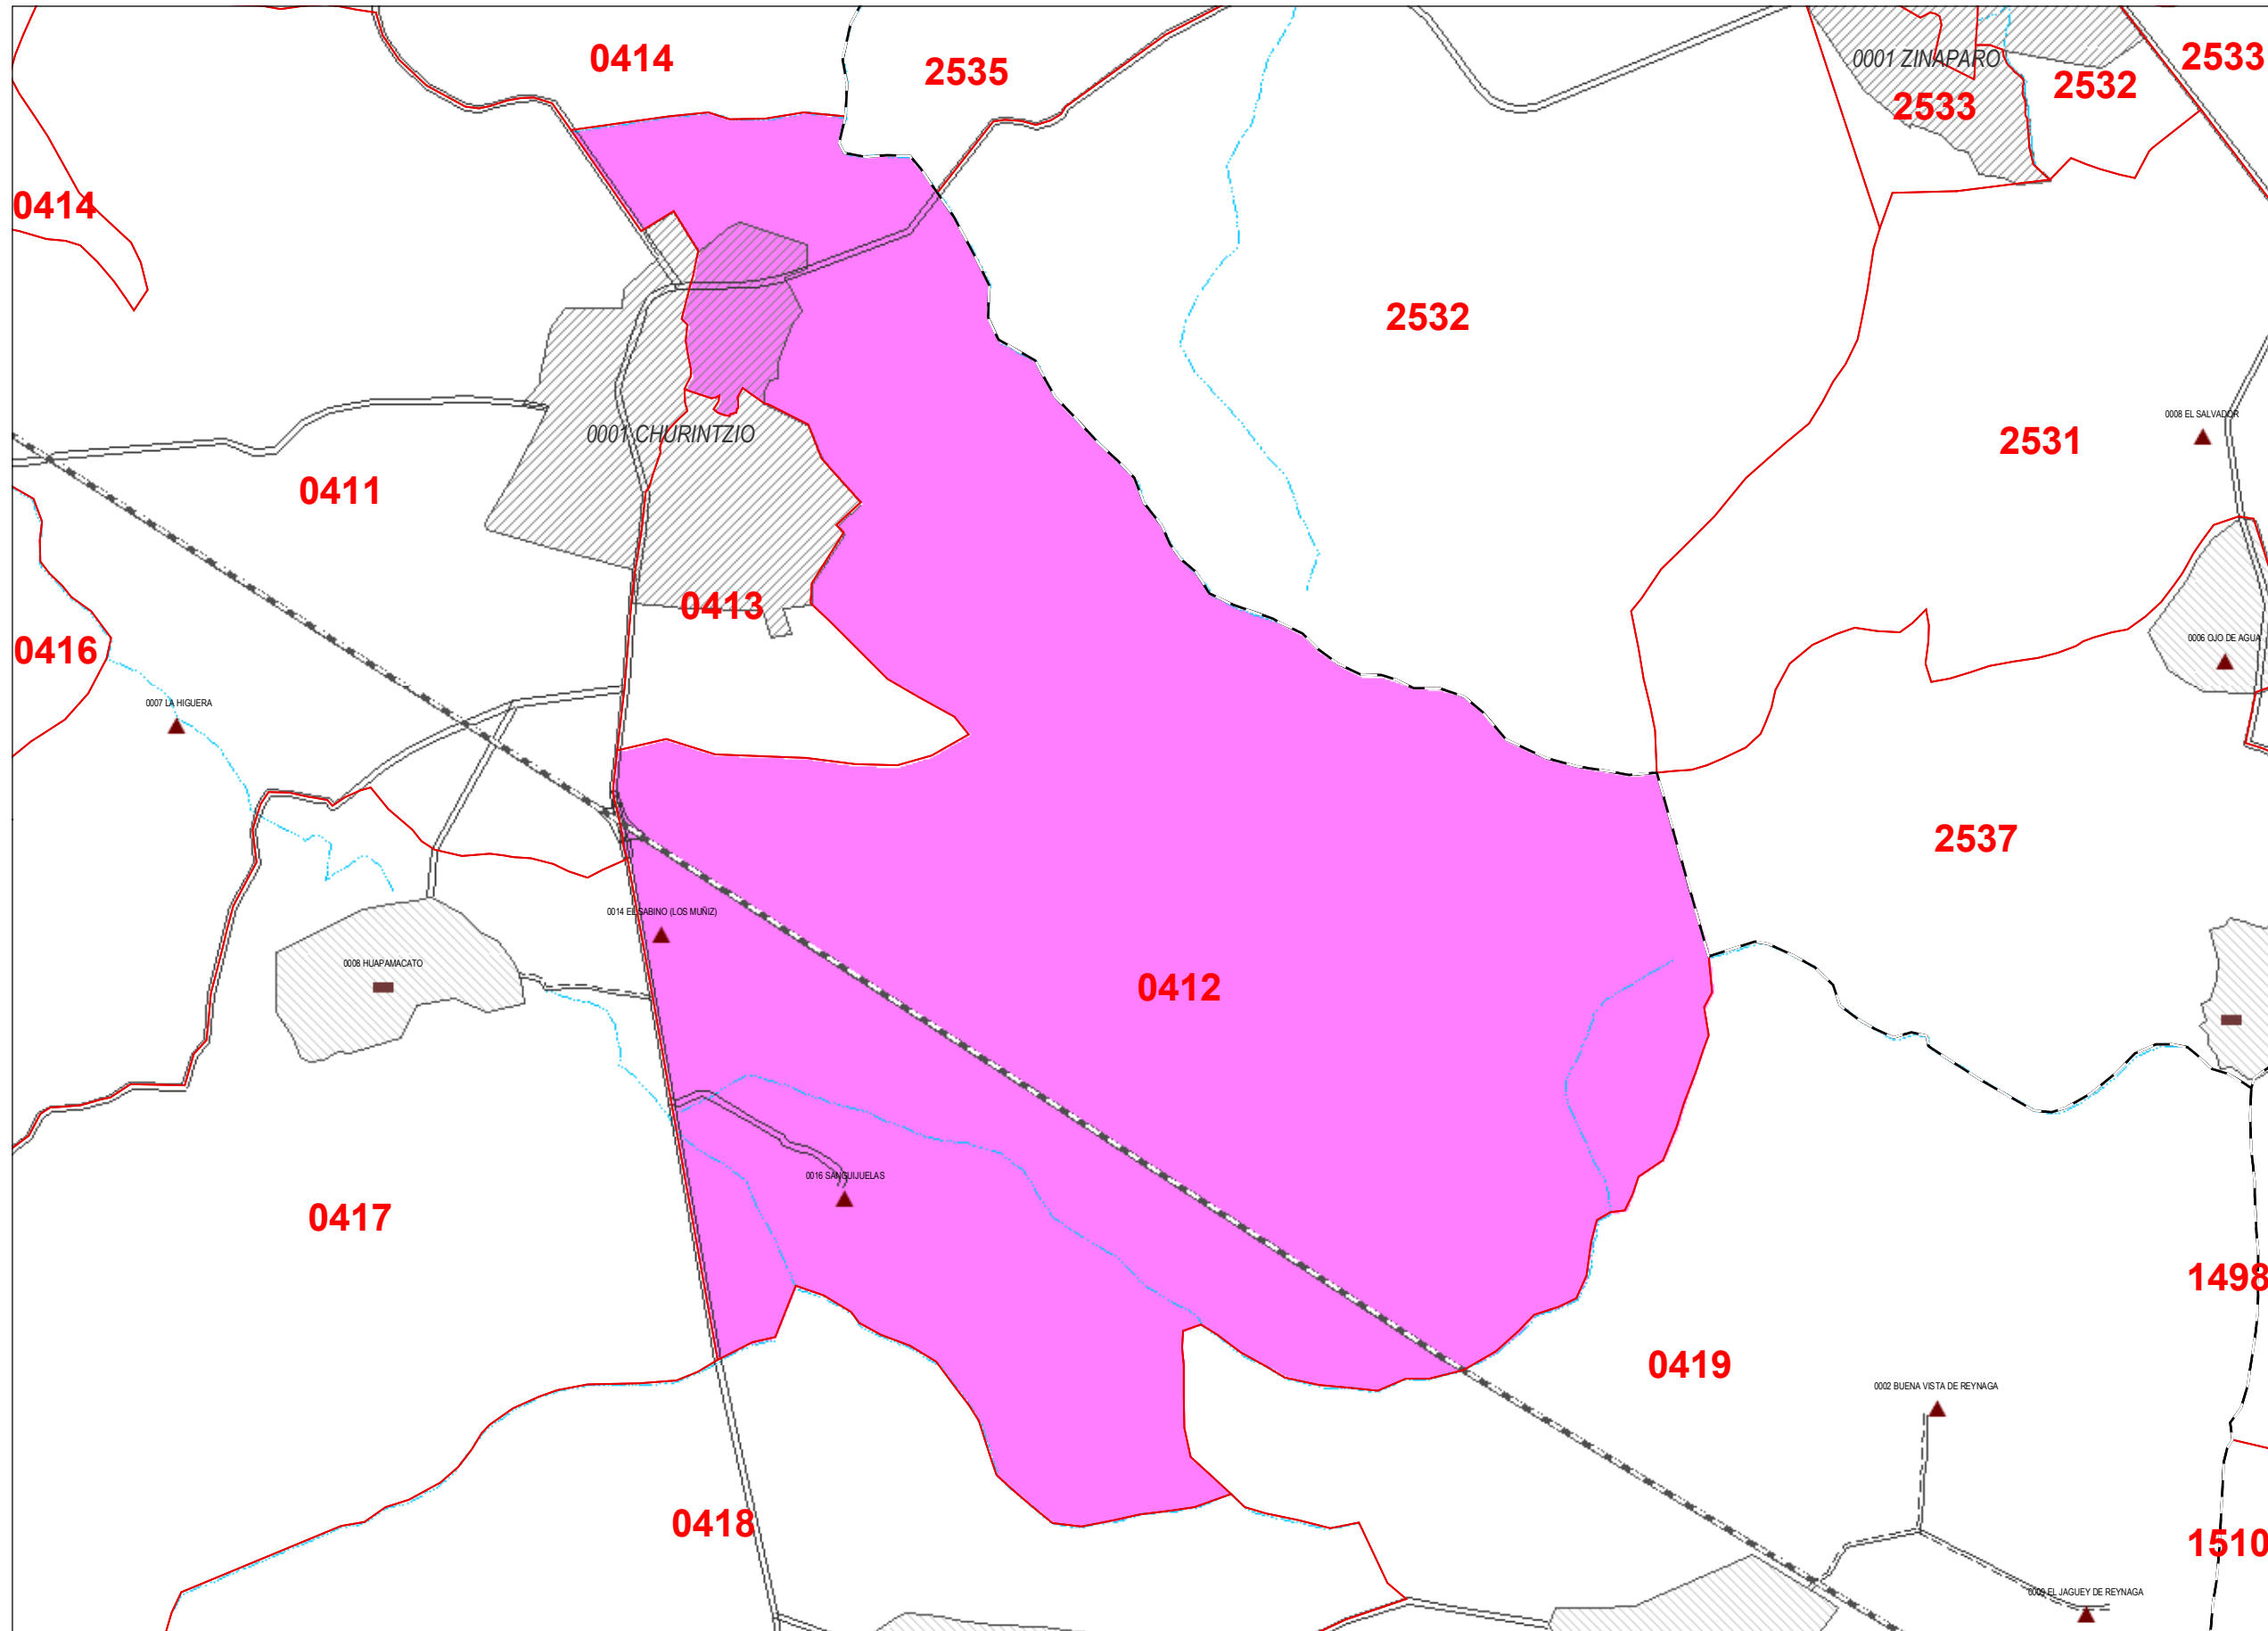 0414
2535
0001 ZINAPARO
2533
2532
2533
0414
2532
0008 EL SALVADOR
0001 CHURINTZIO
2531
0411
0413
0006 OJO DE AGUA
0416
0007 LA HIGUERA
2537
0014 EL SABINO (LOS MUÑIZ)
0008 HUAPAMACATO
0412
0016 SANGUIJUELAS
0417
1498
0419
0002 BUENA VISTA DE REYNAGA
0418
1510
0009 EL JAGUEY DE REYNAGA